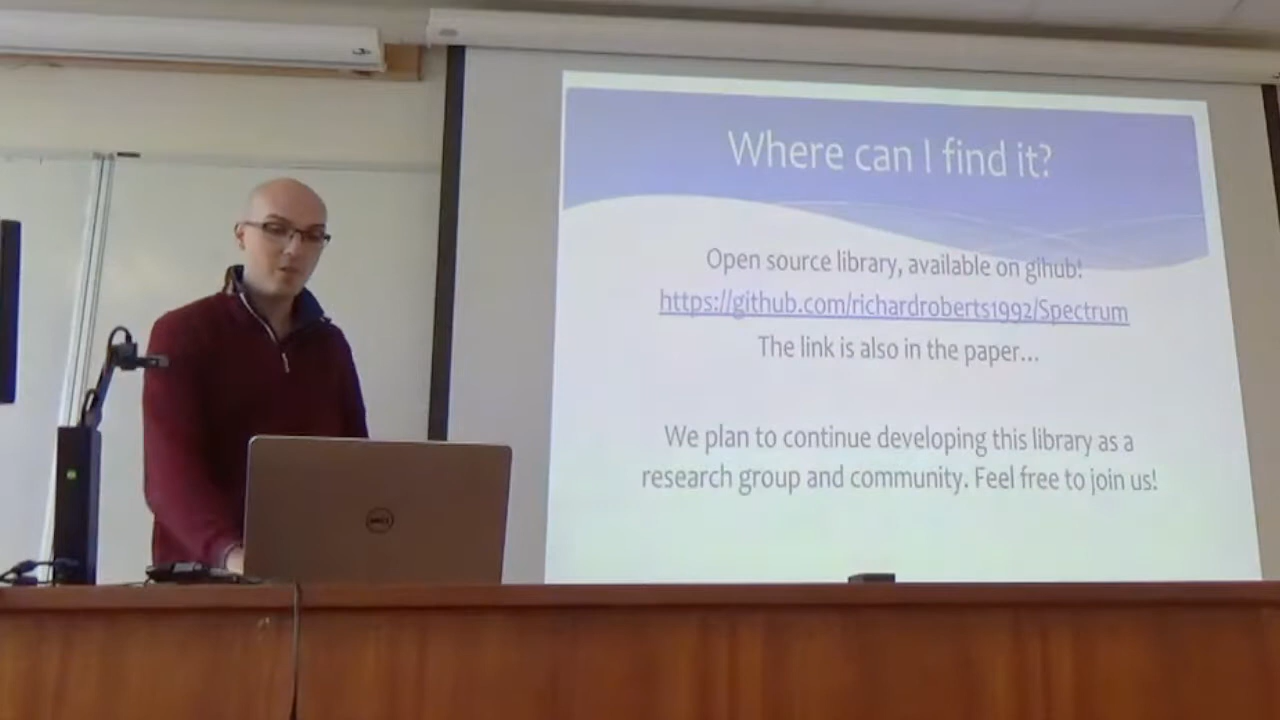 Where can I find it?
Open source library, available on gihub!
https://github.com/richardroberts1992/Spectrum
The link is also in the paper...
We plan to continue developing this library as a
research group and community. Feel free to join us!
DELL